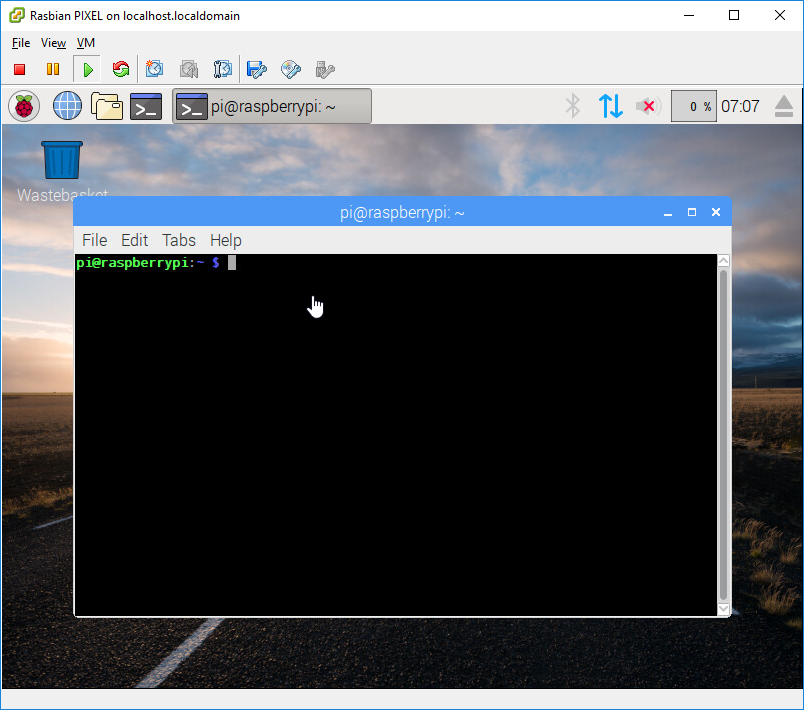 Rasbian PIXEL on localhost.localdomain
File View VM
>_ >_ pi@raspberrypi: ~ 0 % 07:07
Wastebasket
pi@raspberrypi: ~
File Edit Tabs Help
pi@raspberrypi:~ $